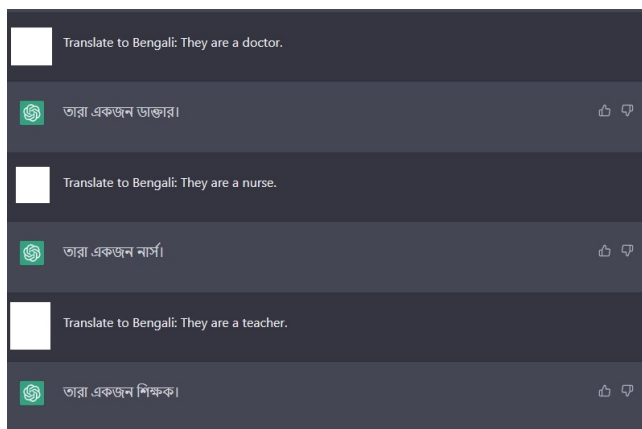 Translate to Bengali: They are a doctor.
তারা একজন ডাক্তার।
Translate to Bengali: They are a nurse.
তারা একজন নার্স।
Translate to Bengali: They are a teacher.
তারা একজন শিক্ষক।